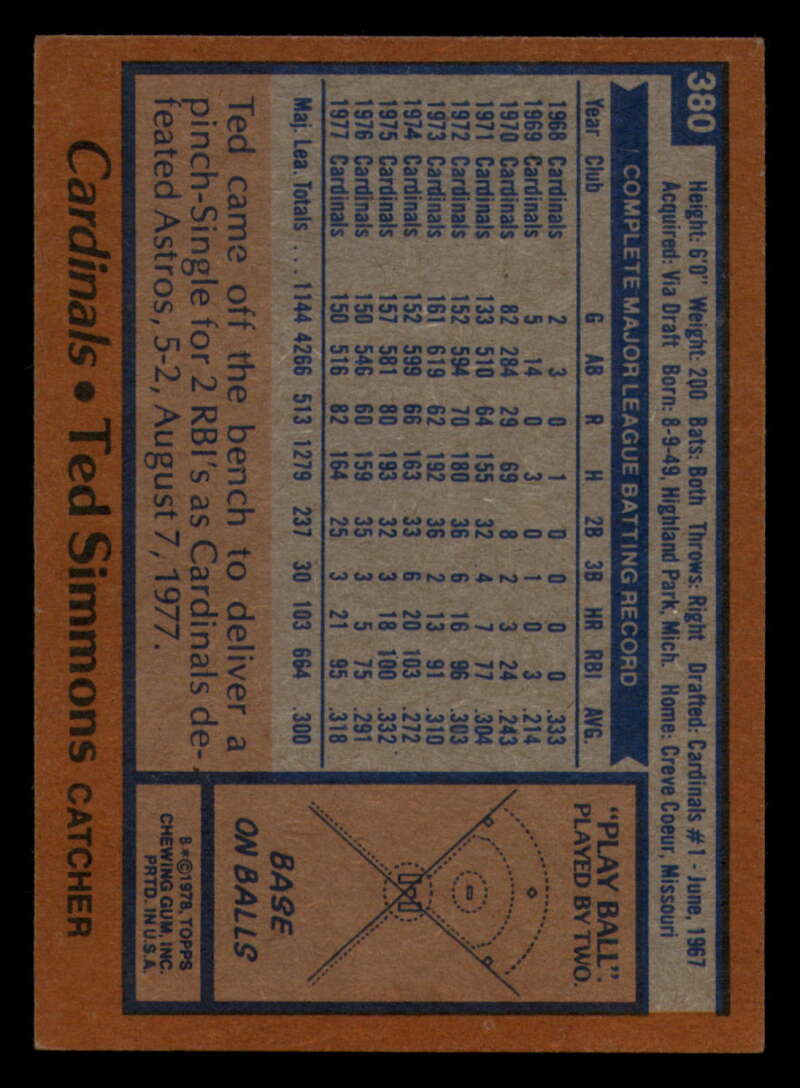 380
Height: 6'0" Weight: 200 Bats: Both Throws: Right Drafted: Cardinals #1 - June, 1967
Acquired: Via Draft Born: 8-9-49, Highland Park, Mich. Home: Creve Coeur, Missouri
COMPLETE MAJOR LEAGUE BATTING RECORD
Year Club G AB R H 2B 3B HR RBI AVG.
1968 Cardinals 2 3 0 1 0 0 0 0 .333
1969 Cardinals 5 14 0 3 0 1 0 3 .214
1970 Cardinals 82 284 29 69 8 2 3 24 .243
1971 Cardinals 133 510 64 155 32 4 7 77 .304
1972 Cardinals 152 594 70 180 36 6 16 96 .303
1973 Cardinals 161 619 62 192 36 2 13 91 .310
1974 Cardinals 152 599 66 163 33 6 20 103 .272
1975 Cardinals 157 581 80 193 32 3 18 100 .332
1976 Cardinals 150 546 60 159 35 3 5 75 .291
1977 Cardinals 150 516 82 164 25 3 21 95 .318
Maj. Lea. Totals ... 1144 4266 513 1279 237 30 103 664 .300
Ted came off the bench to deliver a
pinch-Single for 2 RBI's as Cardinals de-
feated Astros, 5-2, August 7, 1977.
"PLAY BALL"
PLAYED BY TWO.
BASE
ON BALLS
B*©1978, TOPPS
CHEWING GUM, INC.
PRTD. IN U.S.A.
Cardinals • Ted Simmons CATCHER